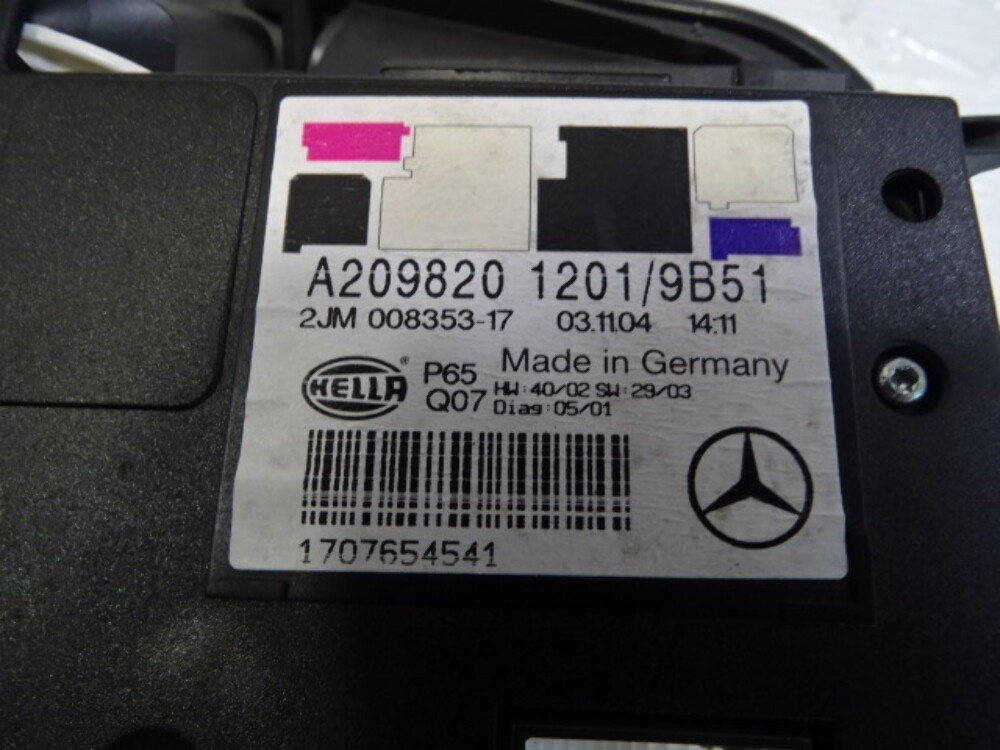 A209820 1201/9B51
2JM 008353-17 03.11.04 14:11
HELLA ® P65 Made in Germany
Q07 HW:40/02 SW:29/03
Diag:05/01
1707654541